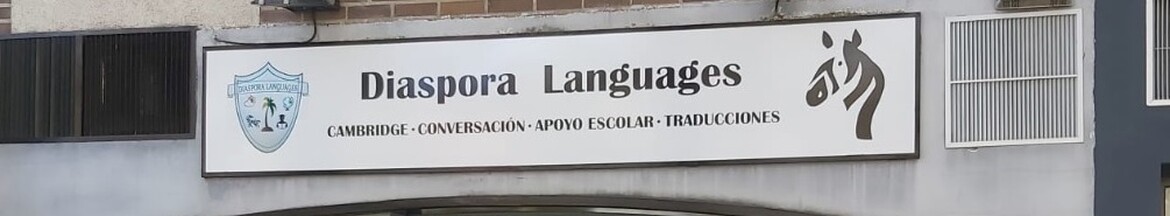 DIASPORA LANGUAGES
Diaspora Languages
CAMBRIDGE · CONVERSACIÓN · APOYO ESCOLAR · TRADUCCIONES